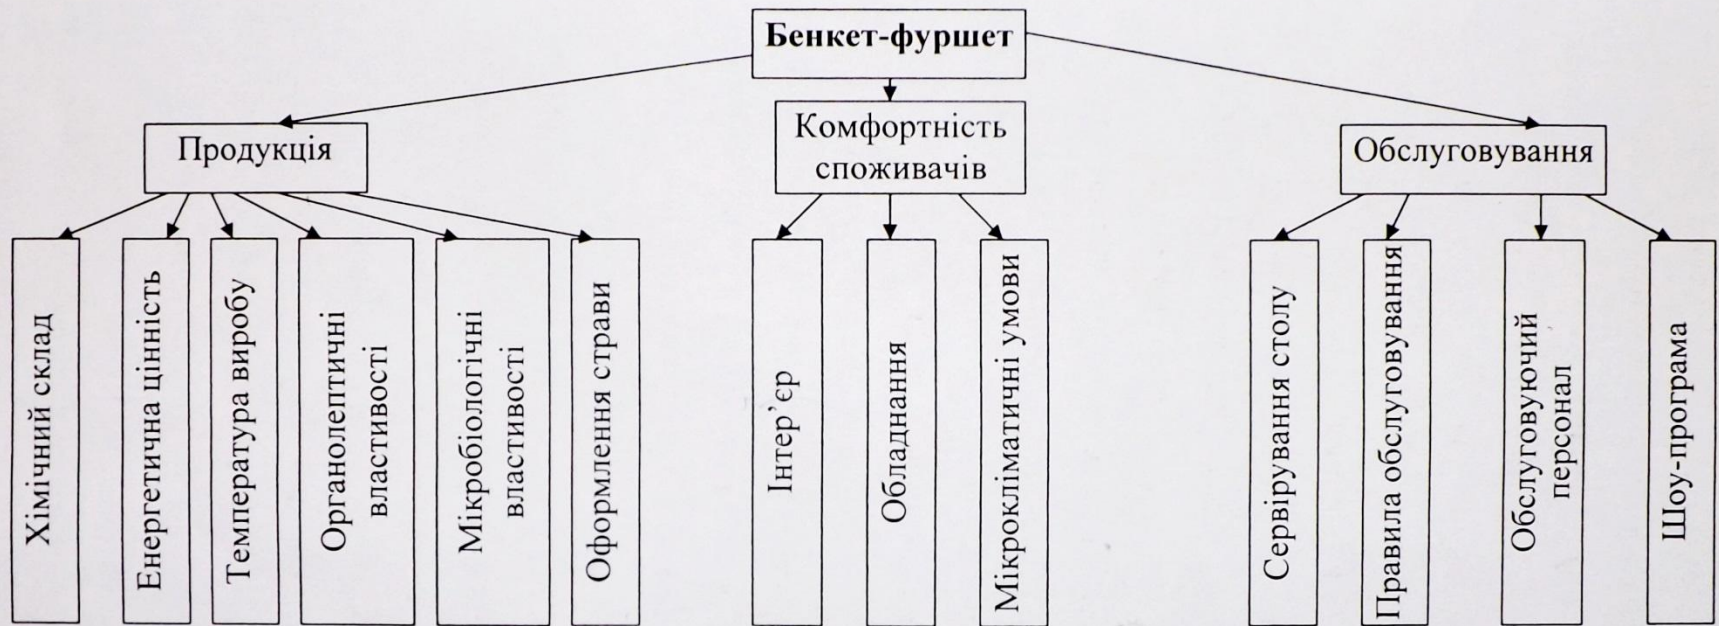 Бенкет-фуршет
Продукція
Комфортність
споживачів
Обслуговування
Хімічний склад
Енергетична цінність
Температура виробу
Органолептичні
властивості
Мікробіологічні
властивості
Оформлення страви
Інтер’єр
Обладнання
Мікрокліматичні умови
Сервірування столу
Правила обслуговування
Обслуговуючий
персонал
Шоу-програма